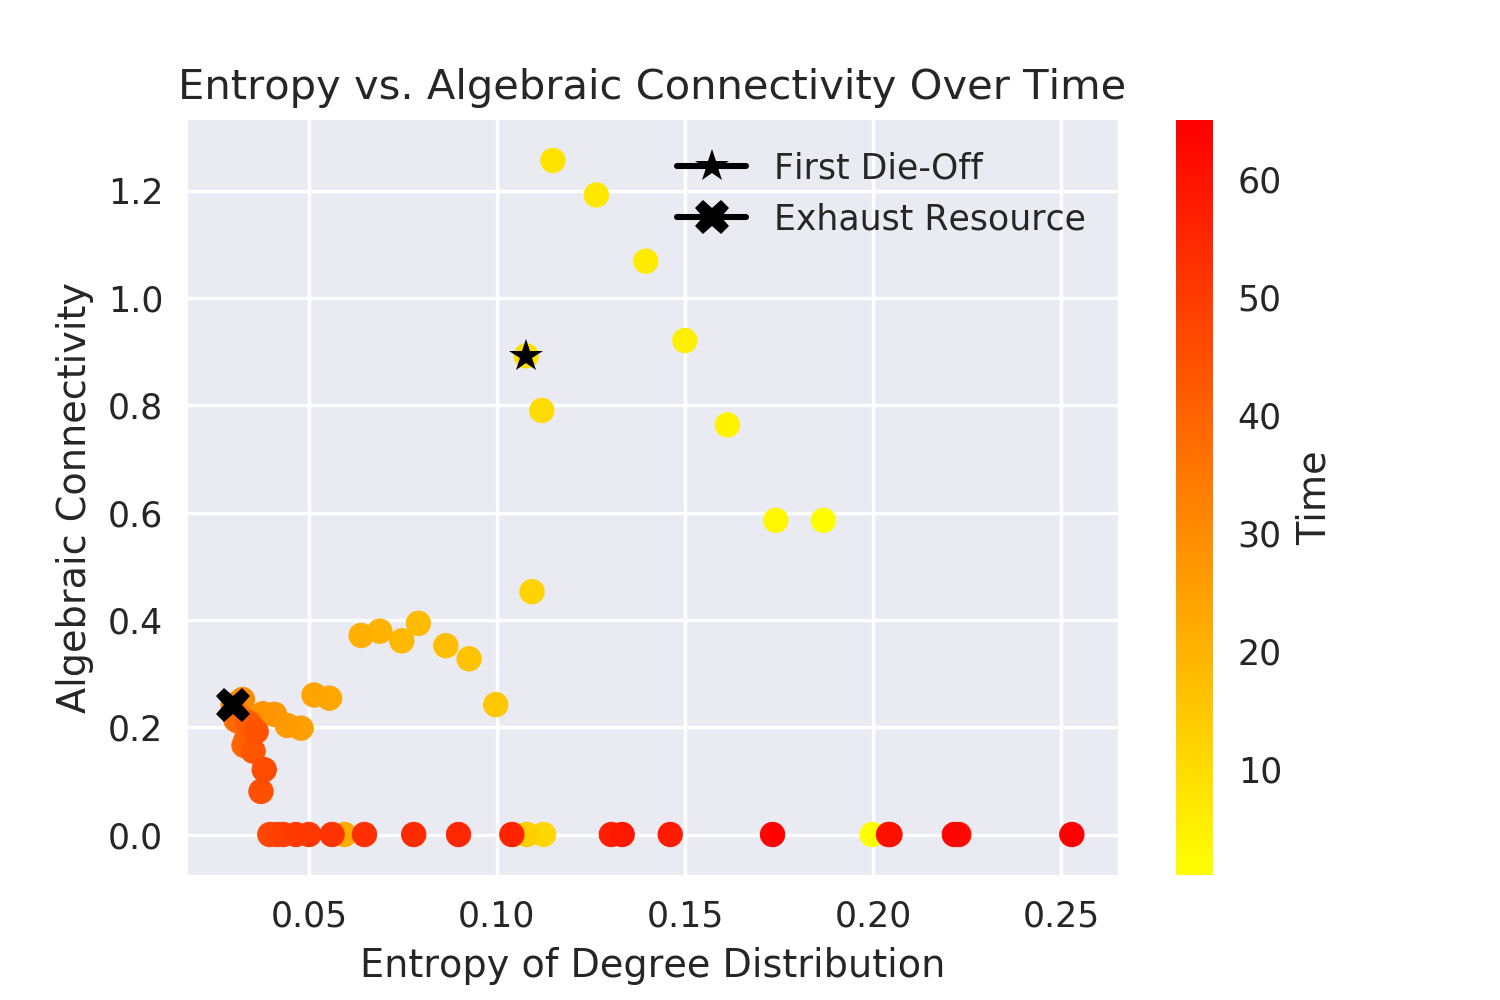 Entropy vs. Algebraic Connectivity Over Time
First Die-Off
Exhaust Resource
Algebraic Connectivity
1.2
1.0
0.8
0.6
0.4
0.2
0.0
0.05 0.10 0.15 0.20 0.25
Entropy of Degree Distribution
60
50
40
30
20
10
Time